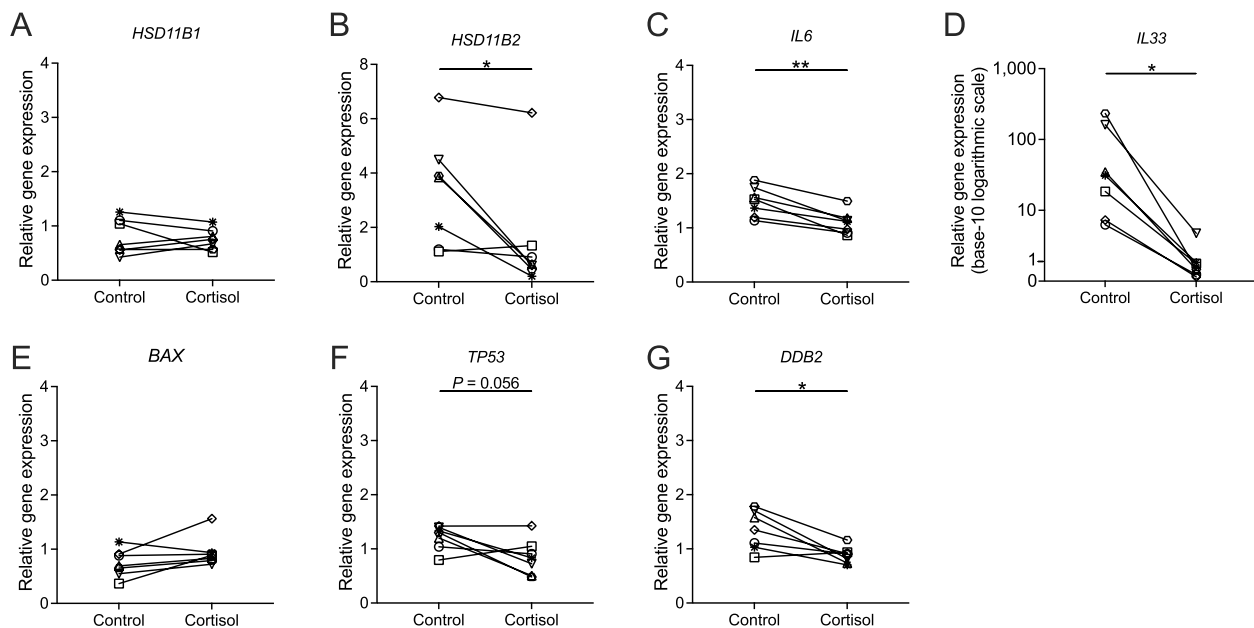 A
HSD11B1
Relative gene expression
4
3
2
1
0
Control Cortisol
B
HSD11B2
*
Relative gene expression
8
6
4
2
0
Control Cortisol
C
IL6
**
Relative gene expression
4
3
2
1
0
Control Cortisol
D
IL33
*
Relative gene expression
(base-10 logarithmic scale)
1,000
100
10
1
0
Control Cortisol
E
BAX
Relative gene expression
4
3
2
1
0
Control Cortisol
F
TP53
P = 0.056
Relative gene expression
4
3
2
1
0
Control Cortisol
G
DDB2
*
Relative gene expression
4
3
2
1
0
Control Cortisol